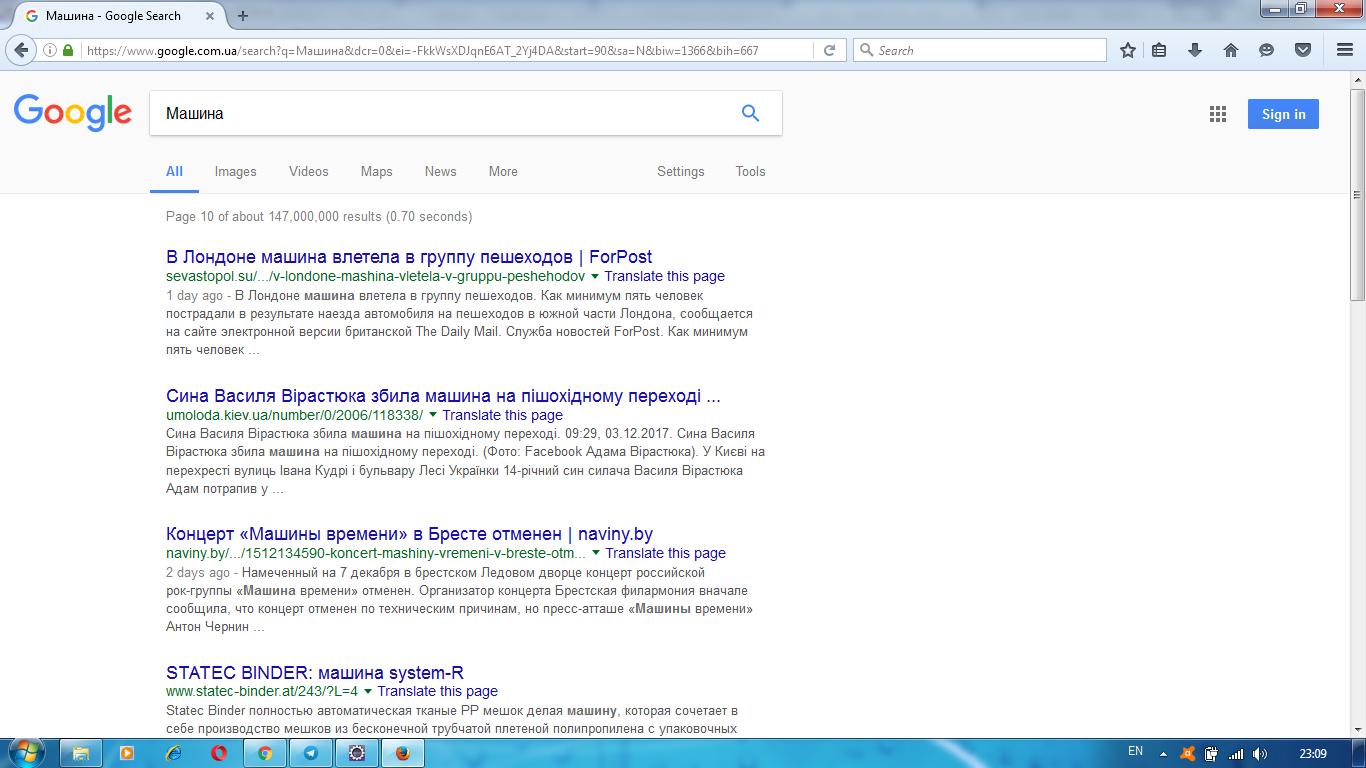 Машина - Google Search
https://www.google.com.ua/search?q=Машина&dcr=0&ei=-FkkWsXDJqnE6AT_2Yj4DA&start=90&sa=N&biw=1366&bih=667
Search
Google
Машина
Sign in
All Images Videos Maps News More Settings Tools
Page 10 of about 147,000,000 results (0.70 seconds)
В Лондоне машина влетела в группу пешеходов | ForPost
sevastopol.su/.../v-londone-mashina-vletela-v-gruppu-peshehodov Translate this page
1 day ago - В Лондоне машина влетела в группу пешеходов. Как минимум пять человек
пострадали в результате наезда автомобиля на пешеходов в южной части Лондона, сообщается
на сайте электронной версии британской The Daily Mail. Служба новостей ForPost. Как минимум
пять человек ...
Сина Василя Вірастюка збила машина на пішохідному переході ...
umoloda.kiev.ua/number/0/2006/118338/ Translate this page
Сина Василя Вірастюка збила машина на пішохідному переході. 09:29, 03.12.2017. Сина Василя
Вірастюка збила машина на пішохідному переході. (Фото: Facebook Адама Вірастюка). У Києві на
перехресті вулиць Івана Кудрі і бульвару Лесі Українки 14-річний син силача Василя Вірастюка
Адам потрапив у ...
Концерт «Машины времени» в Бресте отменен | naviny.by
naviny.by/.../1512134590-koncert-mashiny-vremeni-v-breste-otm... Translate this page
2 days ago - Намеченный на 7 декабря в брестском Ледовом дворце концерт российской
рок-группы «Машина времени» отменен. Организатор концерта Брестская филармония вначале
сообщила, что концерт отменен по техническим причинам, но пресс-атташе «Машины времени»
Антон Чернин ...
STATEC BINDER: машина system-R
www.statec-binder.at/243/?L=4 Translate this page
Statec Binder полностью автоматическая тканые PP мешок делая машину, которая сочетает в
себе производство мешков из бесконечной трубчатой плетеной полипропилена с упаковочных
EN 23:09